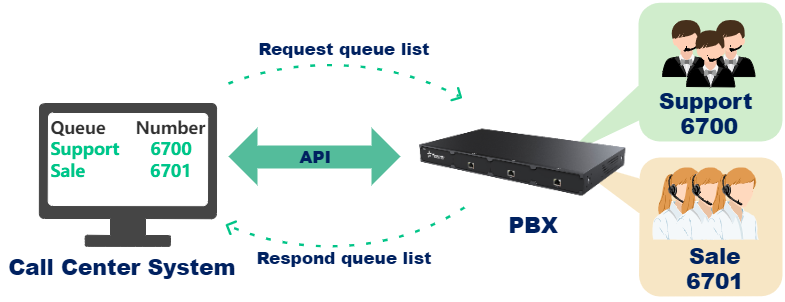 Request queue list
Queue Number
Support 6700
Sale 6701
API
Support
6700
PBX
Respond queue list
Call Center System
Sale
6701